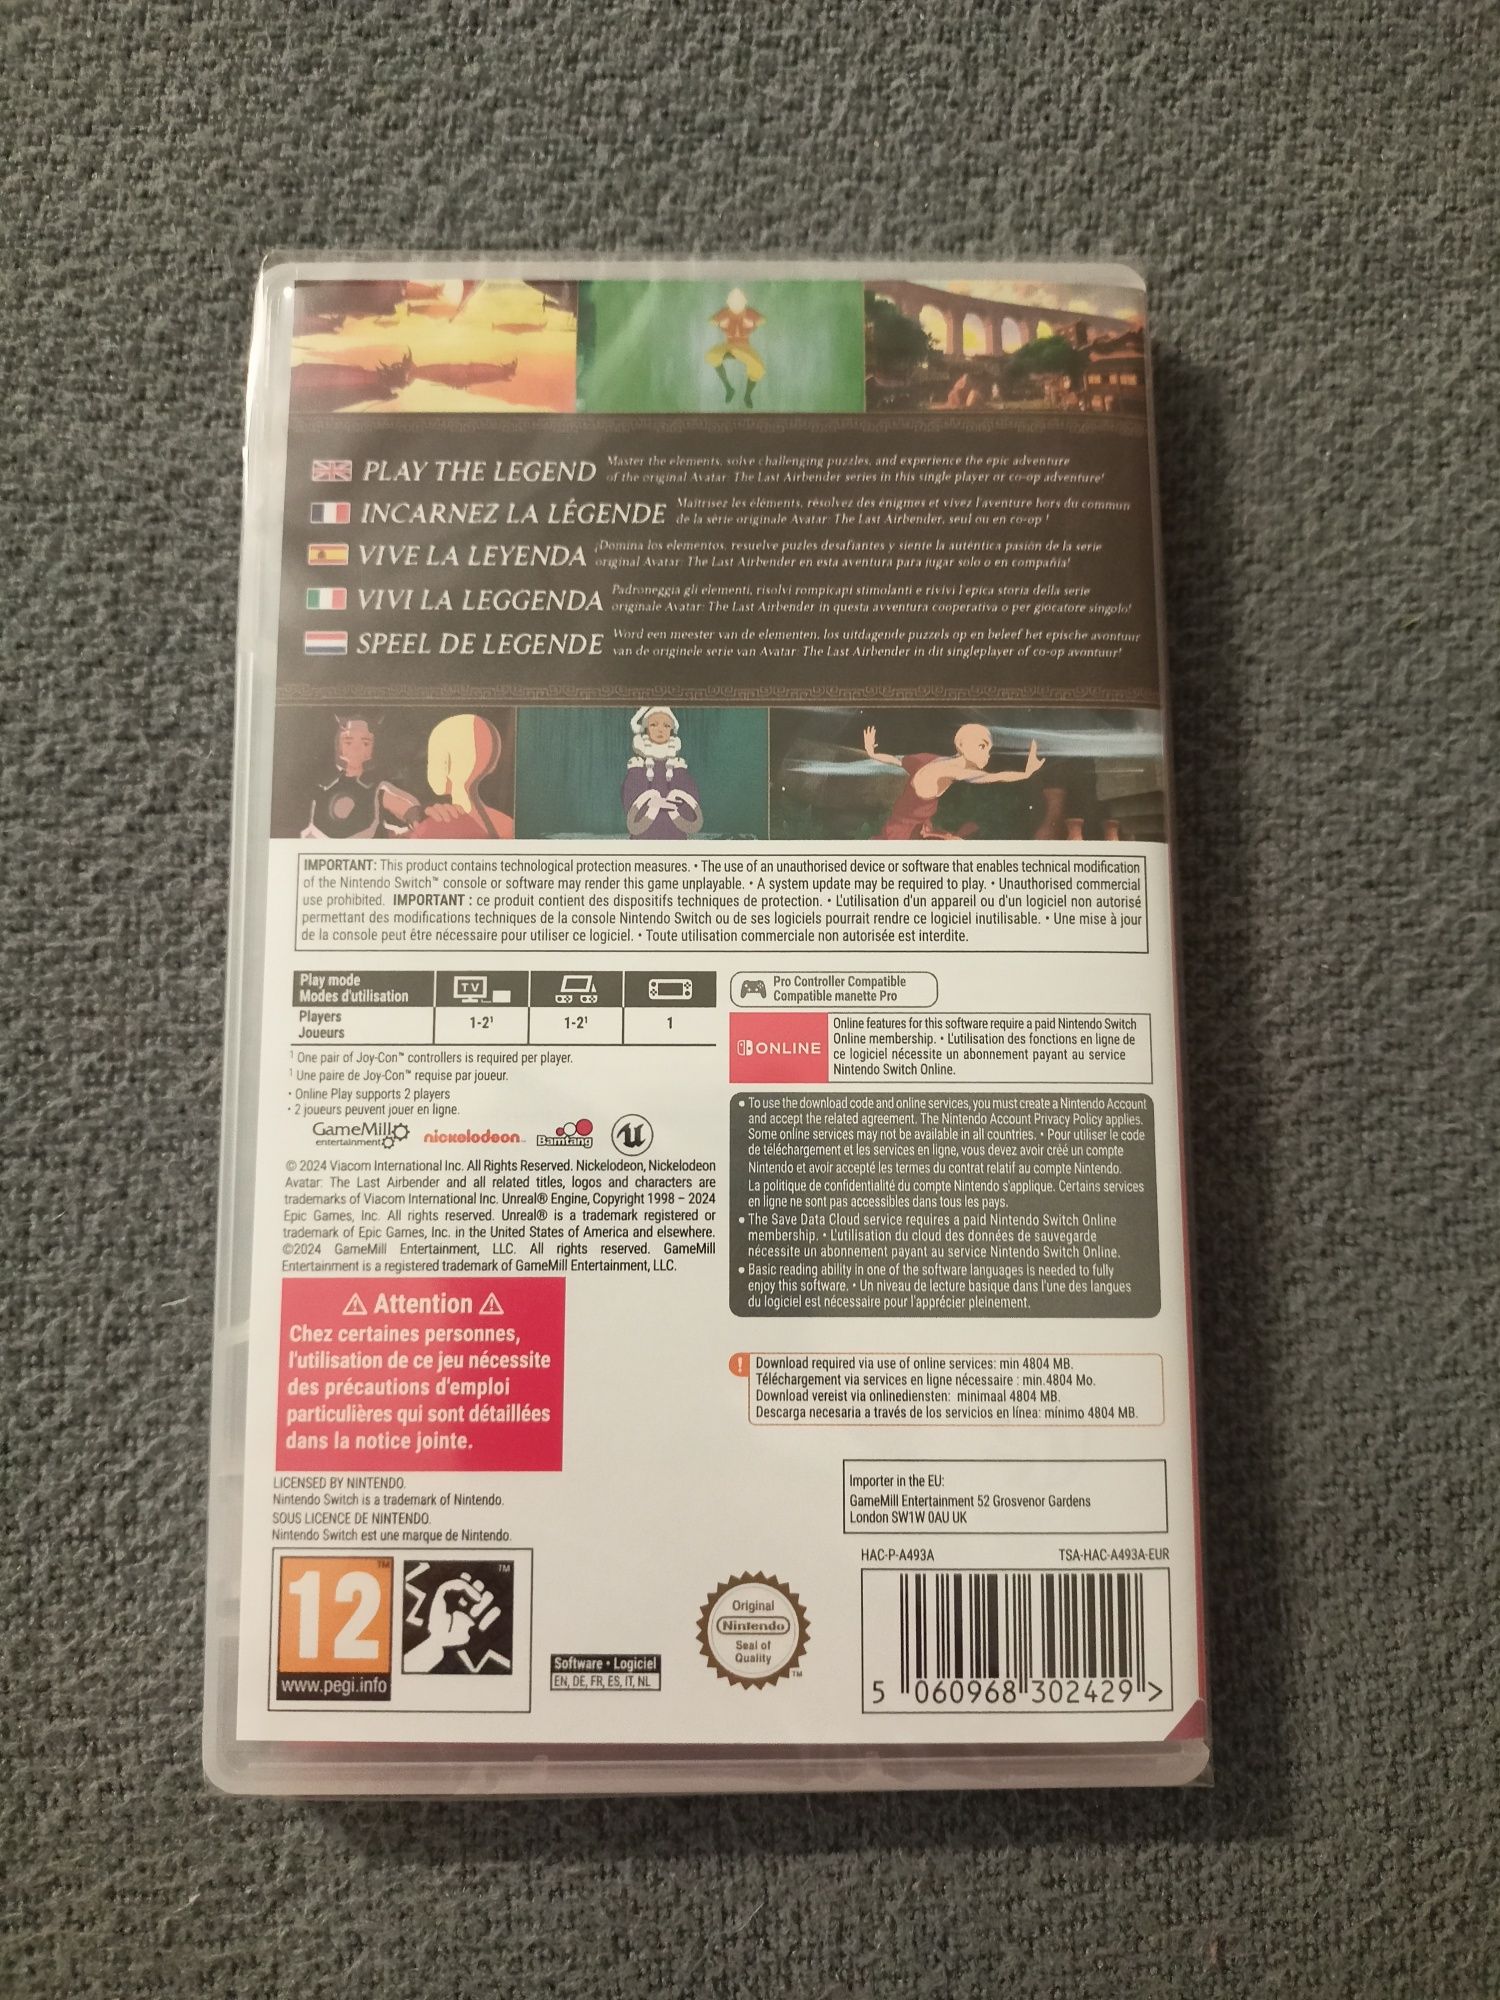 PLAY THE LEGEND Master the elements, solve challenging puzzles, and experience the epic adventure
of the original Avatar: The Last Airbender series in this single player or co-op adventure!
INCARNEZ LA LÉGENDE Maîtrisez les éléments, résolvez des énigmes et vivez l'aventure hors du commun
de la série originale Avatar: The Last Airbender, seul ou en co-op !
VIVE LA LEYENDA ¡Domina los elementos, resuelve puzles desafiantes y siente la auténtica pasión de la serie
original Avatar: The Last Airbender en esta aventura para jugar solo o en compañía!
VIVI LA LEGGENDA Padroneggia gli elementi, risolvi rompicapi stimolanti e rivivi l'epica storia della serie
originale Avatar: The Last Airbender in questa avventura cooperativa o per giocatore singolo!
SPEEL DE LEGENDE Word een meester van de elementen, los uitdagende puzzels op en beleef het epische avontuur
van de originele serie van Avatar: The Last Airbender in dit singleplayer of co-op avontuur!
IMPORTANT: This product contains technological protection measures. • The use of an unauthorised device or software that enables technical modification
of the Nintendo Switch™ console or software may render this game unplayable. • A system update may be required to play. • Unauthorised commercial
use prohibited. IMPORTANT : ce produit contient des dispositifs techniques de protection. • L'utilisation d'un appareil ou d'un logiciel non autorisé
permettant des modifications techniques de la console Nintendo Switch ou de ses logiciels pourrait rendre ce logiciel inutilisable. • Une mise à jour
de la console peut être nécessaire pour utiliser ce logiciel. • Toute utilisation commerciale non autorisée est interdite.
Play mode
Modes d'utilisation
TV
Players
Joueurs
1-2¹
1-2¹
1
¹ One pair of Joy-Con™ controllers is required per player.
¹ Une paire de Joy-Con™ requise par joueur.
• Online Play supports 2 players
• 2 joueurs peuvent jouer en ligne.
GameMill
entertainment
nickelodeon
Bamtang
© 2024 Viacom International Inc. All Rights Reserved. Nickelodeon, Nickelodeon
Avatar: The Last Airbender and all related titles, logos and characters are
trademarks of Viacom International Inc. Unreal® Engine, Copyright 1998 – 2024
Epic Games, Inc. All rights reserved. Unreal® is a trademark registered or
trademark of Epic Games, Inc. in the United States of America and elsewhere.
©2024 GameMill Entertainment, LLC. All rights reserved. GameMill
Entertainment is a registered trademark of GameMill Entertainment, LLC.
Attention
Chez certaines personnes,
l'utilisation de ce jeu nécessite
des précautions d'emploi
particulières qui sont détaillées
dans la notice jointe.
LICENSED BY NINTENDO.
Nintendo Switch is a trademark of Nintendo.
SOUS LICENCE DE NINTENDO.
Nintendo Switch est une marque de Nintendo.
12
www.pegi.info
TM
TM
Software • Logiciel
EN, DE, FR, ES, IT, NL
Pro Controller Compatible
Compatible manette Pro
ONLINE
Online features for this software require a paid Nintendo Switch
Online membership. • L'utilisation des fonctions en ligne de
ce logiciel nécessite un abonnement payant au service
Nintendo Switch Online.
• To use the download code and online services, you must create a Nintendo Account
and accept the related agreement. The Nintendo Account Privacy Policy applies.
Some online services may not be available in all countries. • Pour utiliser le code
de téléchargement et les services en ligne, vous devez avoir créé un compte
Nintendo et avoir accepté les termes du contrat relatif au compte Nintendo.
La politique de confidentialité du compte Nintendo s'applique. Certains services
en ligne ne sont pas accessibles dans tous les pays.
• The Save Data Cloud service requires a paid Nintendo Switch Online
membership. • L'utilisation du cloud des données de sauvegarde
nécessite un abonnement payant au service Nintendo Switch Online.
• Basic reading ability in one of the software languages is needed to fully
enjoy this software. • Un niveau de lecture basique dans l'une des langues
du logiciel est nécessaire pour l'apprécier pleinement.
! Download required via use of online services: min 4804 MB.
Téléchargement via services en ligne nécessaire : min.4804 Mo.
Download vereist via onlinediensten: minimaal 4804 MB.
Descarga necesaria a través de los servicios en línea: mínimo 4804 MB.
Importer in the EU:
GameMill Entertainment 52 Grosvenor Gardens
London SW1W 0AU UK
HAC-P-A493A TSA-HAC-A493A-EUR
Original
Nintendo
Seal of
Quality
TM
5 060968 302429 >